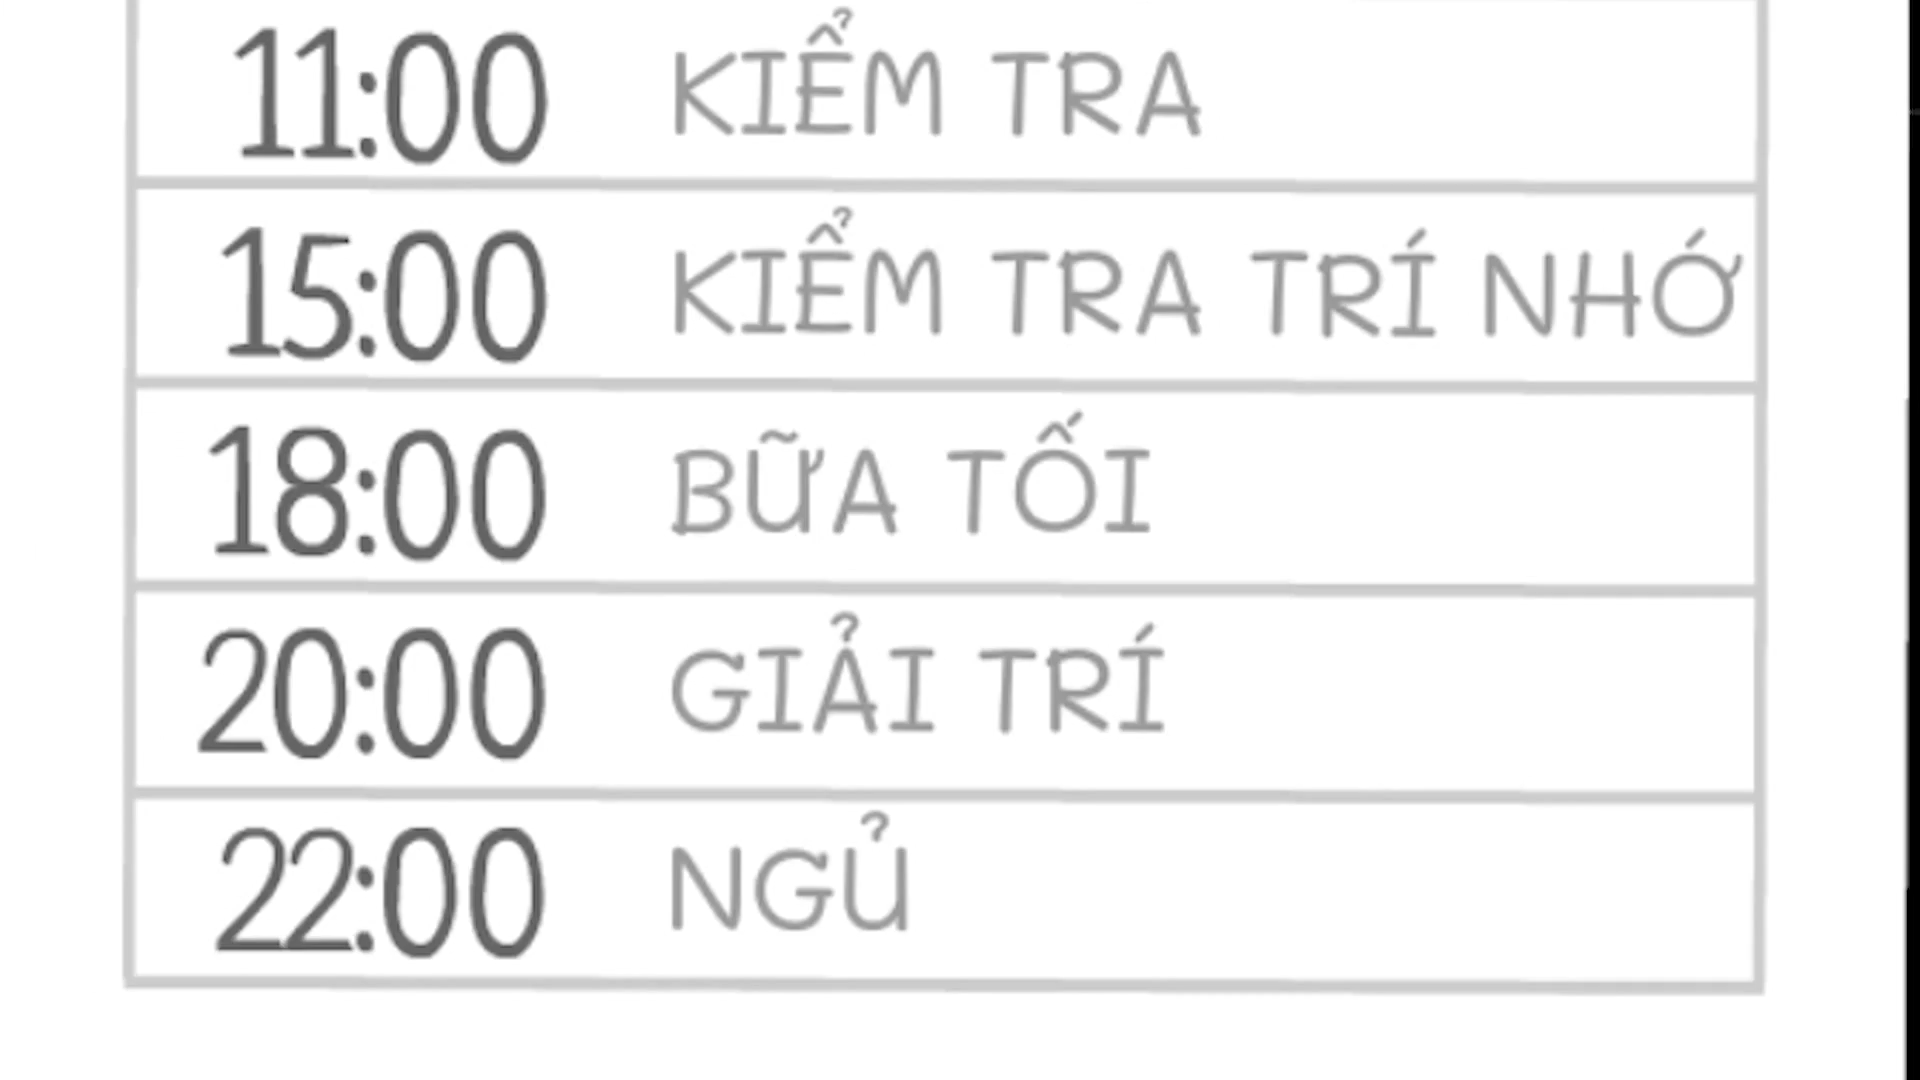 11:00 KIỂM TRA
15:00 KIỂM TRA TRÍ NHỚ
18:00 BỮA TỐI
20:00 GIẢI TRÍ
22:00 NGỦ